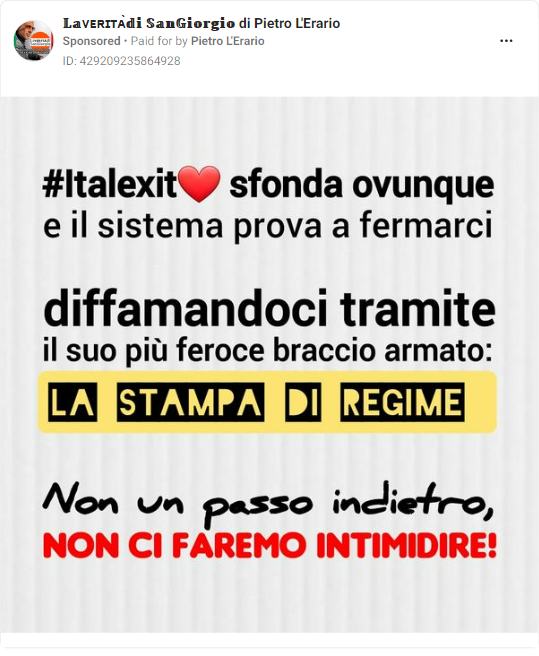 LaVERITÀdi SanGiorgio di Pietro L'Erario
Sponsored • Paid for by Pietro L'Erario
ID: 429209235864928
#Italexit❤️ sfonda ovunque
e il sistema prova a fermarci
diffamandoci tramite
il suo più feroce braccio armato:
LA STAMPA DI REGIME
Non un passo indietro,
NON CI FAREMO INTIMIDIRE!